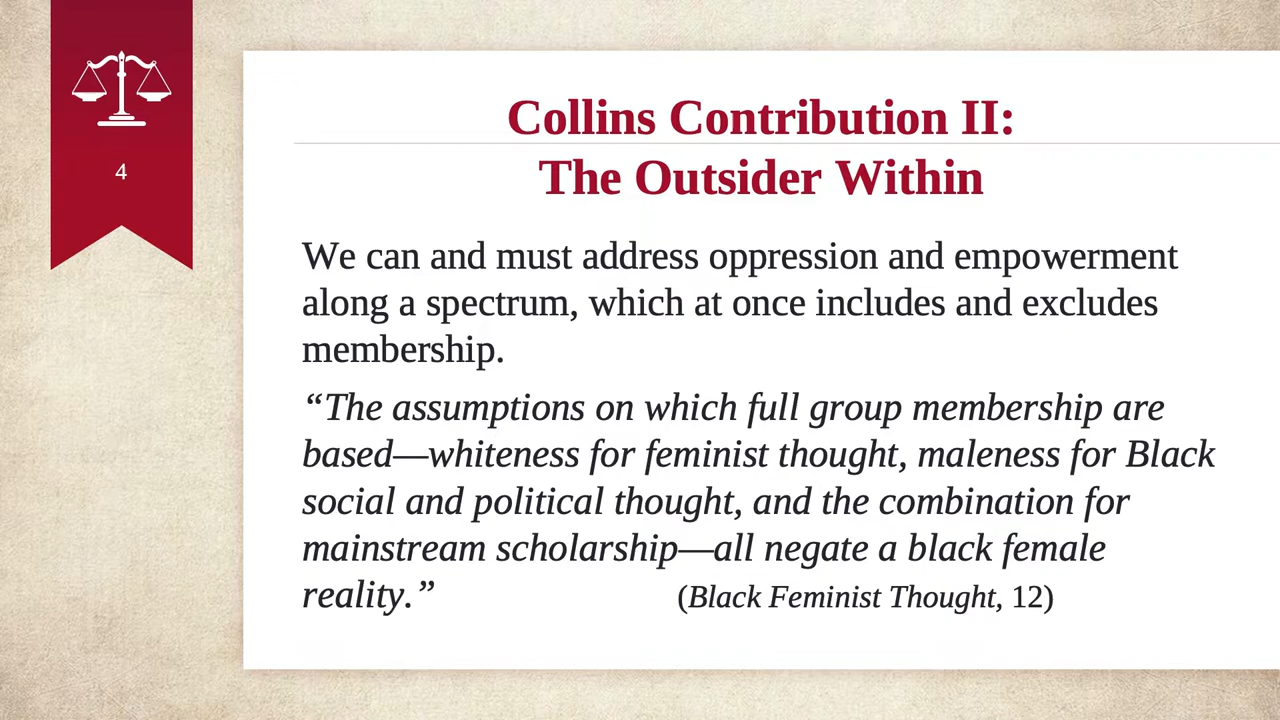 4
Collins Contribution II:
The Outsider Within
We can and must address oppression and empowerment
along a spectrum, which at once includes and excludes
membership.
“The assumptions on which full group membership are
based—whiteness for feminist thought, maleness for Black
social and political thought, and the combination for
mainstream scholarship—all negate a black female
reality.” (Black Feminist Thought, 12)